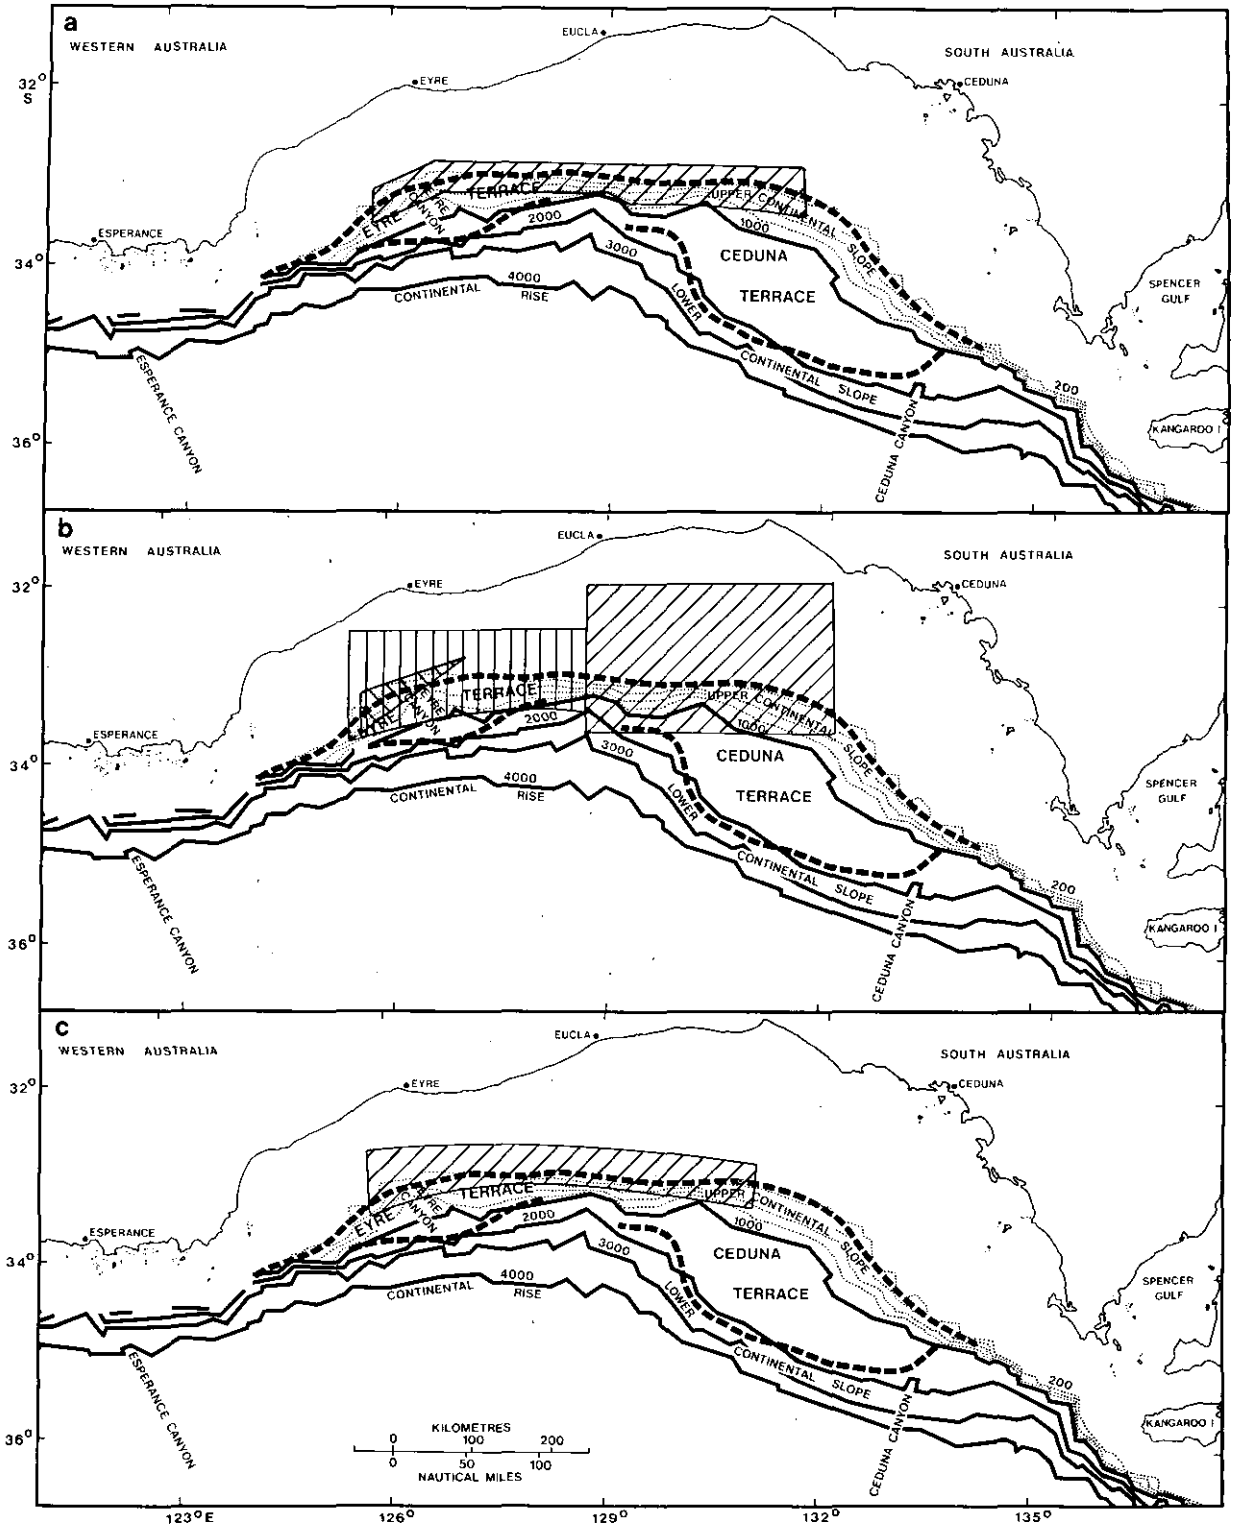 a
WESTERN AUSTRALIA
EUCLA
SOUTH AUSTRALIA
32°
S
EYRE
CEDUNA
TERRACE
UPPER CONTINENTAL SLOPE
EYRE
EYRE CANYON
2000
1000
ESPERANCE
3000
CEDUNA
34°
4000
TERRACE
SPENCER
GULF
CONTINENTAL RISE
LOWER CONTINENTAL SLOPE
200
ESPERANCE CANYON
CEDUNA CANYON
KANGAROO I
36°
b
WESTERN AUSTRALIA
EUCLA
SOUTH AUSTRALIA
32°
EYRE
CEDUNA
TERRACE
UPPER CONTINENTAL SLOPE
EYRE
EYRE CANYON
2000
1000
ESPERANCE
3000
CEDUNA
34°
4000
TERRACE
SPENCER
GULF
CONTINENTAL RISE
LOWER CONTINENTAL SLOPE
200
ESPERANCE CANYON
CEDUNA CANYON
KANGAROO I
36°
c
WESTERN AUSTRALIA
EUCLA
SOUTH AUSTRALIA
32°
EYRE
CEDUNA
TERRACE
UPPER CONTINENTAL SLOPE
EYRE
EYRE CANYON
2000
1000
ESPERANCE
3000
CEDUNA
34°
4000
TERRACE
SPENCER
GULF
CONTINENTAL RISE
LOWER CONTINENTAL SLOPE
200
ESPERANCE CANYON
CEDUNA CANYON
KANGAROO I
36°
KILOMETRES
0 100 200
0 50 100
NAUTICAL MILES
123°E 126° 129° 132° 135°